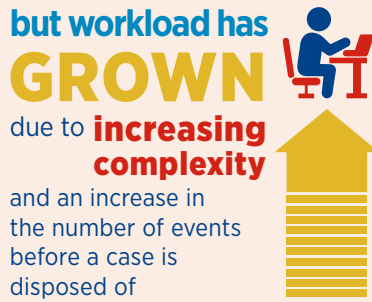 but workload has
GROWN
due to increasing
complexity
and an increase in
the number of events
before a case is
disposed of